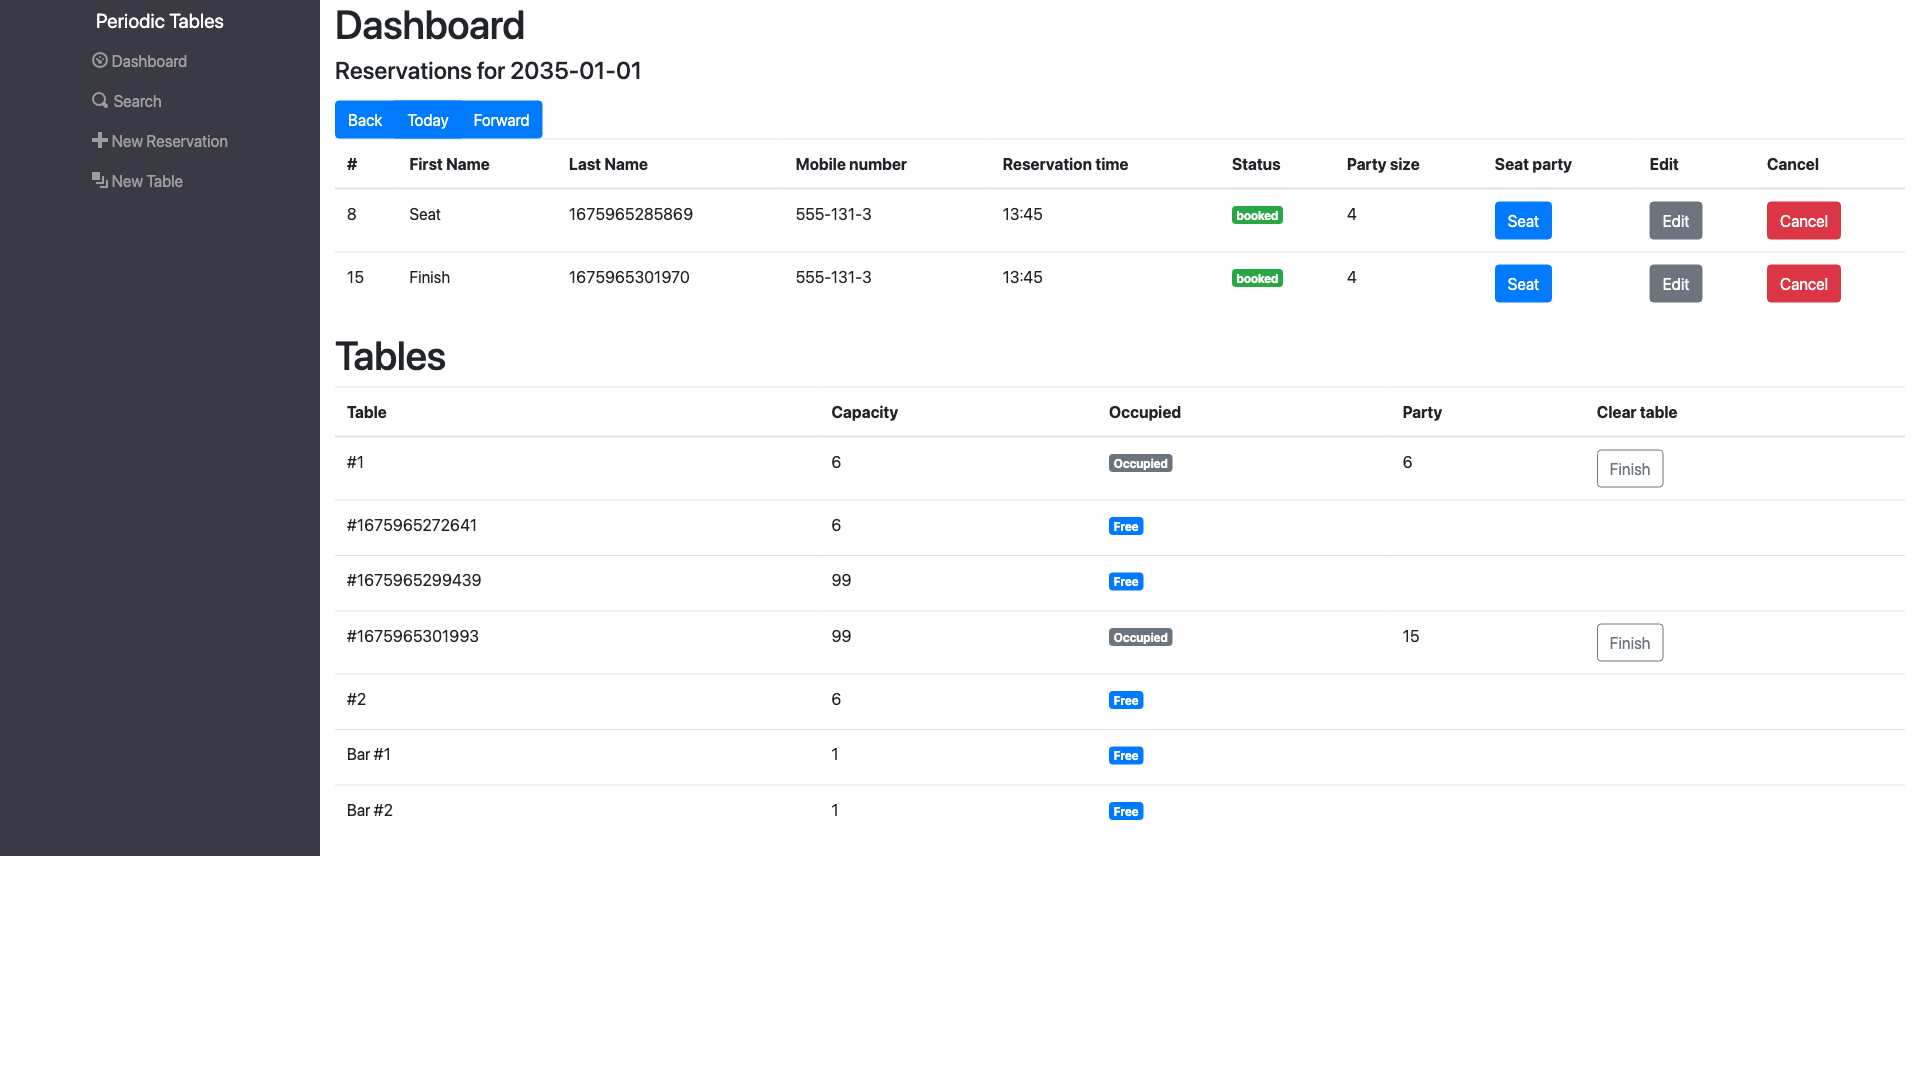 Periodic Tables
Dashboard
Search
New Reservation
New Table
Dashboard
Reservations for 2035-01-01
Back Today Forward
# First Name Last Name Mobile number Reservation time Status Party size Seat party Edit Cancel
8 Seat 1675965285869 555-131-3 13:45 booked 4 Seat Edit Cancel
15 Finish 1675965301970 555-131-3 13:45 booked 4 Seat Edit Cancel
Tables
Table Capacity Occupied Party Clear table
#1 6 Occupied 6 Finish
#1675965272641 6 Free
#1675965299439 99 Free
#1675965301993 99 Occupied 15 Finish
#2 6 Free
Bar #1 1 Free
Bar #2 1 Free